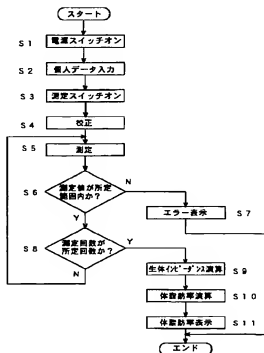 スタート
S1 電源スイッチオン
S2 個人データ入力
S3 測定スイッチオン
S4 校正
S5 測定
S6 測定値が所定
範囲内か?
N
Y
エラー表示 S7
S8 測定回数が
所定回数か?
Y
N
生体インピーダンス演算 S9
体脂肪率演算 S10
体脂肪率表示 S11
エンド